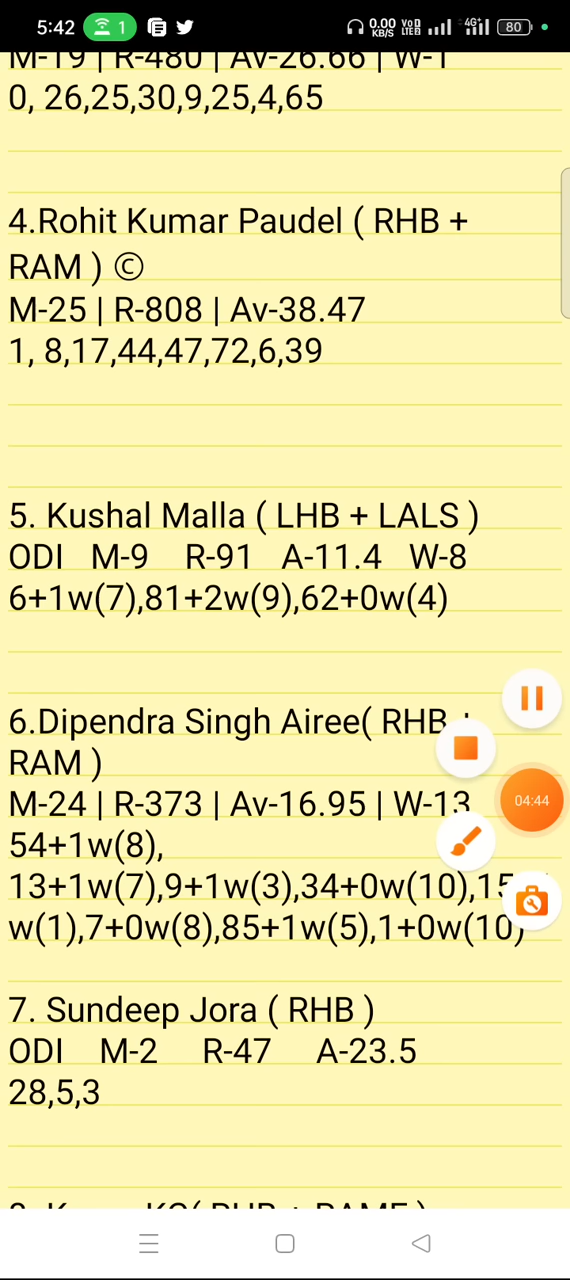 5:42 1 0.00 KB/S VoD LTE2 4G+ 80
M-19 | R-480 | Av-26.66 | W-1
0, 26,25,30,9,25,4,65
4.Rohit Kumar Paudel ( RHB +
RAM ) ©
M-25 | R-808 | Av-38.47
1, 8,17,44,47,72,6,39
5. Kushal Malla ( LHB + LALS )
ODI M-9 R-91 A-11.4 W-8
6+1w(7),81+2w(9),62+0w(4)
6.Dipendra Singh Airee( RHB +
RAM )
M-24 | R-373 | Av-16.95 | W-13
04:44
54+1w(8),
13+1w(7),9+1w(3),34+0w(10),15
w(1),7+0w(8),85+1w(5),1+0w(10)
7. Sundeep Jora ( RHB )
ODI M-2 R-47 A-23.5
28,5,3